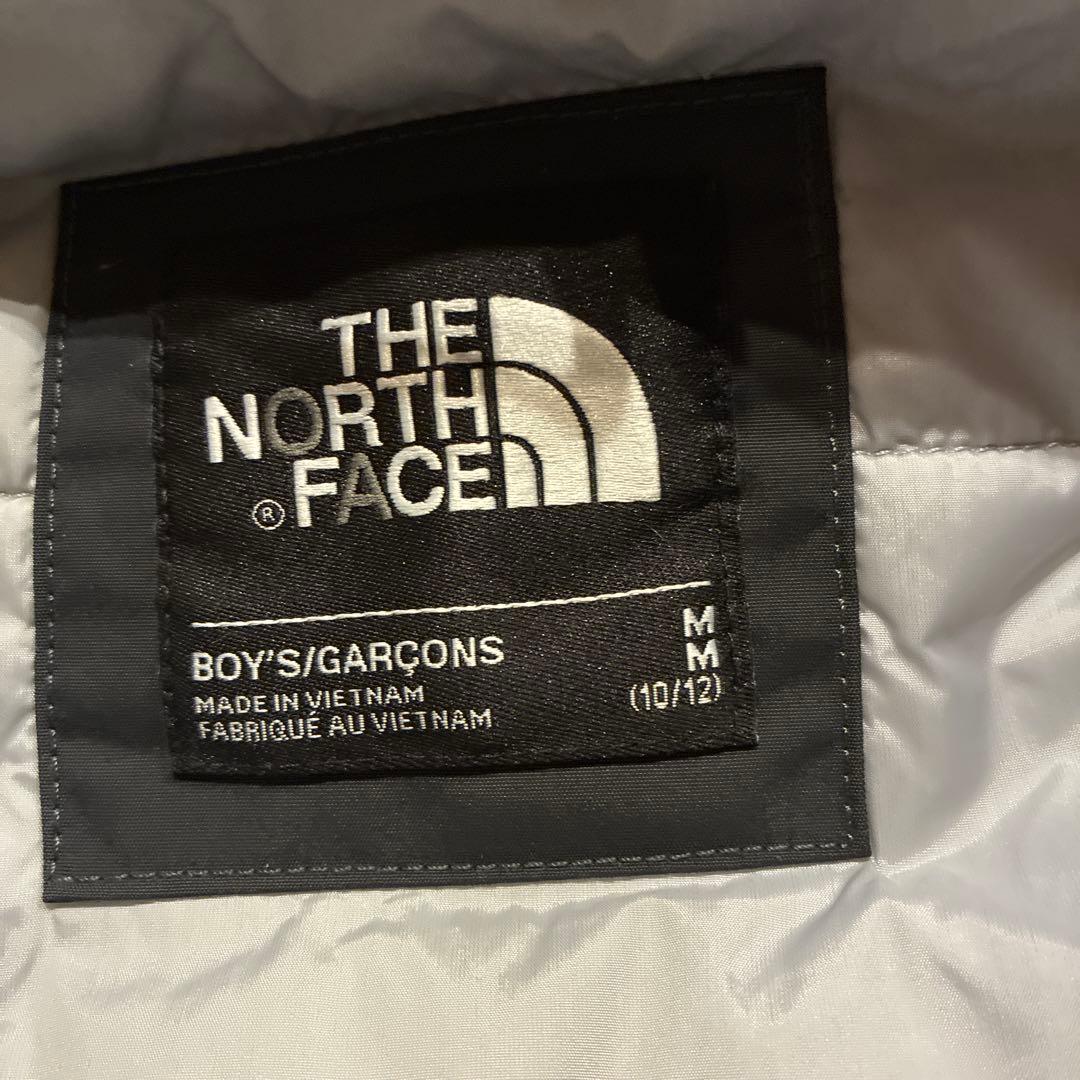 THE
NORTH
FACE
®
BOY'S/GARÇONS
MADE IN VIETNAM
FABRIQUÉ AU VIETNAM
M
M
(10/12)